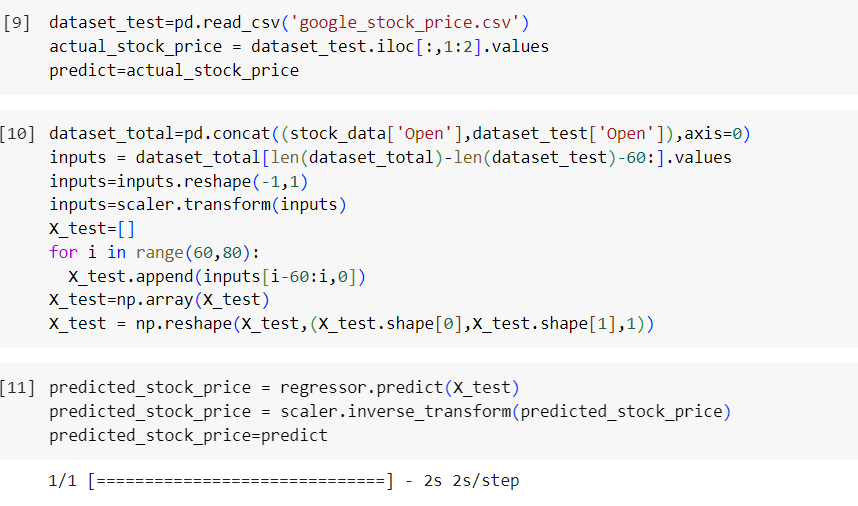 [9] dataset_test=pd.read_csv('google_stock_price.csv')
actual_stock_price = dataset_test.iloc[:,1:2].values
predict=actual_stock_price
[10] dataset_total=pd.concat((stock_data['Open'],dataset_test['Open']),axis=0)
inputs = dataset_total[len(dataset_total)-len(dataset_test)-60:].values
inputs=inputs.reshape(-1,1)
inputs=scaler.transform(inputs)
X_test=[]
for i in range(60,80):
  X_test.append(inputs[i-60:i,0])
X_test=np.array(X_test)
X_test = np.reshape(X_test,(X_test.shape[0],X_test.shape[1],1))
[11] predicted_stock_price = regressor.predict(X_test)
predicted_stock_price = scaler.inverse_transform(predicted_stock_price)
predicted_stock_price=predict
1/1 [==============================] - 2s 2s/step